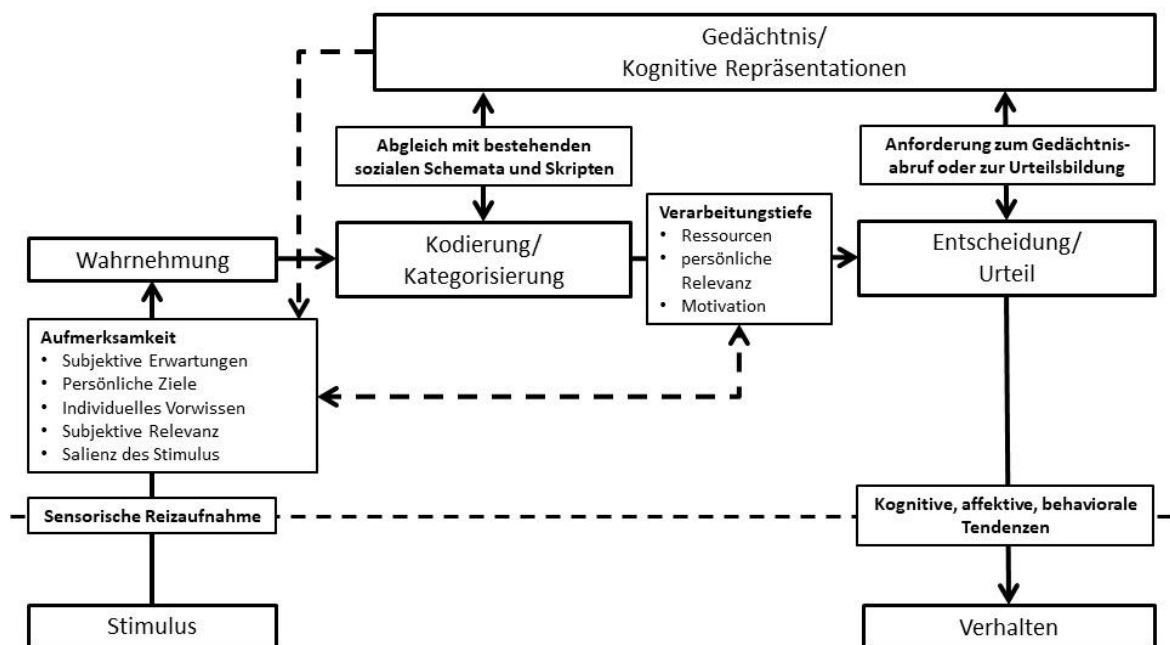 Gedächtnis/
Kognitive Repräsentationen
Abgleich mit bestehenden
sozialen Schemata und Skripten
Anforderung zum Gedächtnis-
abruf oder zur Urteilsbildung
Wahrnehmung
Kodierung/
Kategorisierung
Verarbeitungstiefe
• Ressourcen
• persönliche
Relevanz
• Motivation
Entscheidung/
Urteil
Aufmerksamkeit
• Subjektive Erwartungen
• Persönliche Ziele
• Individuelles Vorwissen
• Subjektive Relevanz
• Salienz des Stimulus
Sensorische Reizaufnahme
Kognitive, affektive, behaviorale
Tendenzen
Stimulus
Verhalten